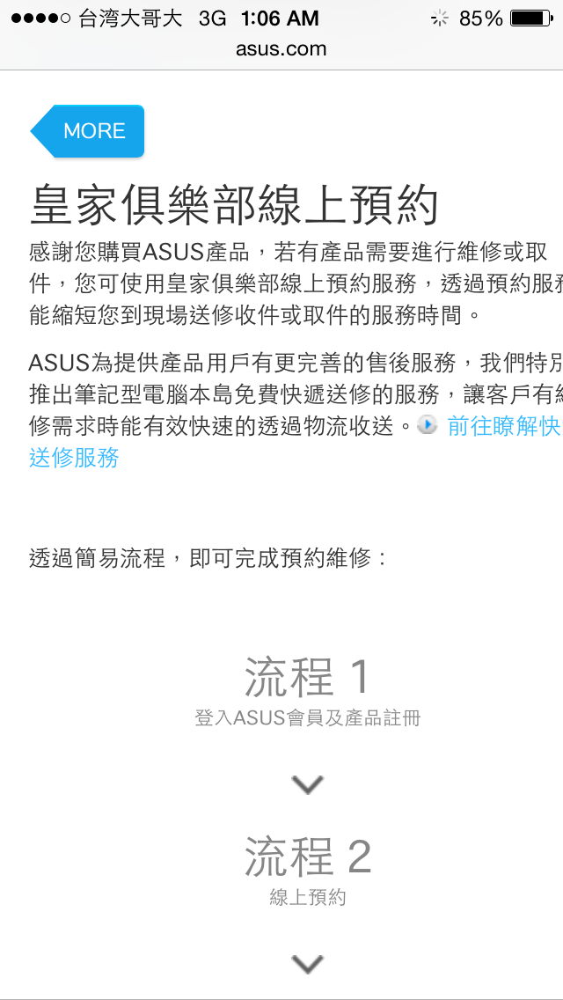 台湾大哥大 3G 1:06 AM 85%
asus.com
MORE
皇家俱樂部線上預約
感謝您購買ASUS產品，若有產品需要進行維修或取
件，您可使用皇家俱樂部線上預約服務，透過預約服
能縮短您到現場送修收件或取件的服務時間。
ASUS為提供產品用戶有更完善的售後服務，我們特別
推出筆記型電腦本島免費快遞送修的服務，讓客戶有
修需求時能有效快速的透過物流收送。 前往瞭解快
送修服務
透過簡易流程，即可完成預約維修：
流程 1
登入ASUS會員及產品註冊
流程 2
線上預約